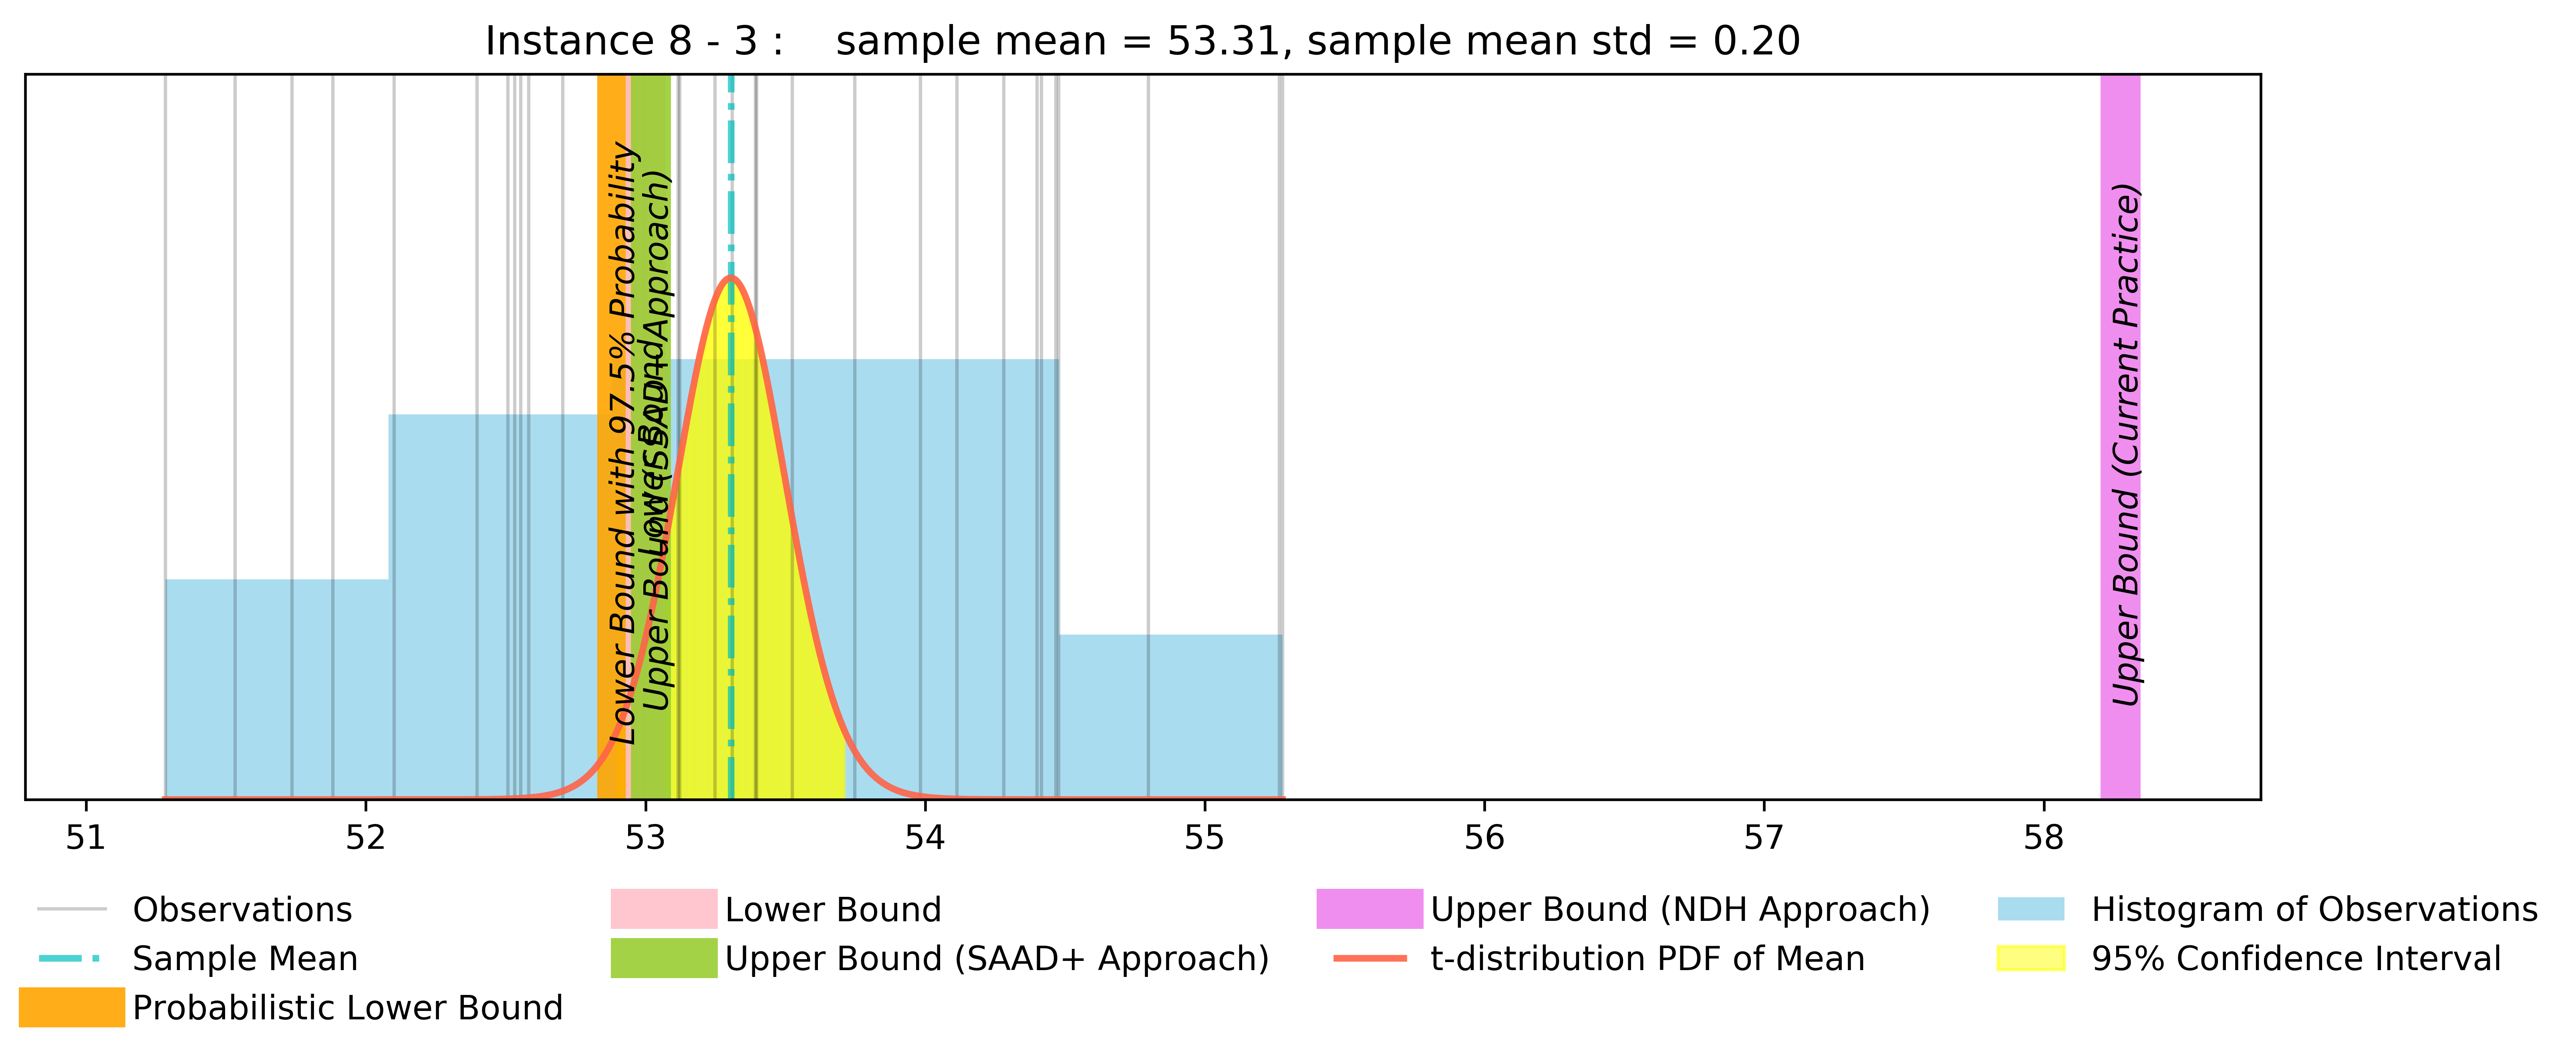 Instance 8 - 3 :    sample mean = 53.31, sample mean std = 0.20
Lower Bound with 97.5% Probability
Lower Bound
Upper Bound (SAAD+ Approach)
Upper Bound (Current Practice)
51 52 53 54 55 56 57 58
Observations
Sample Mean
Probabilistic Lower Bound
Lower Bound
Upper Bound (SAAD+ Approach)
Upper Bound (NDH Approach)
t-distribution PDF of Mean
Histogram of Observations
95% Confidence Interval